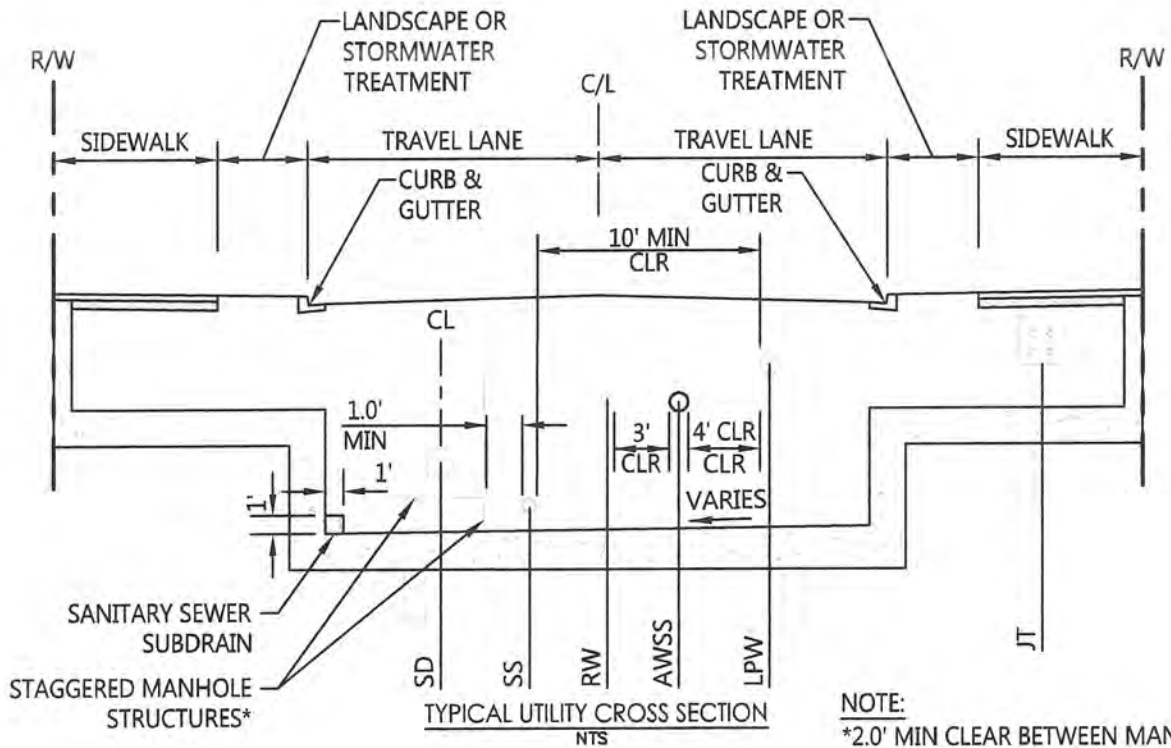 LANDSCAPE OR
STORMWATER
TREATMENT
LANDSCAPE OR
STORMWATER
TREATMENT
R/W
C/L
R/W
SIDEWALK
TRAVEL LANE
TRAVEL LANE
SIDEWALK
CURB &
GUTTER
CURB &
GUTTER
10' MIN
CLR
CL
1.0'
MIN
3'
CLR
4' CLR
CLR
1'
1'
VARIES
SANITARY SEWER
SUBDRAIN
STAGGERED MANHOLE
STRUCTURES*
SD
SS
RW
AWSS
LPW
JT
TYPICAL UTILITY CROSS SECTION
NTS
NOTE:
*2.0' MIN CLEAR BETWEEN MAN